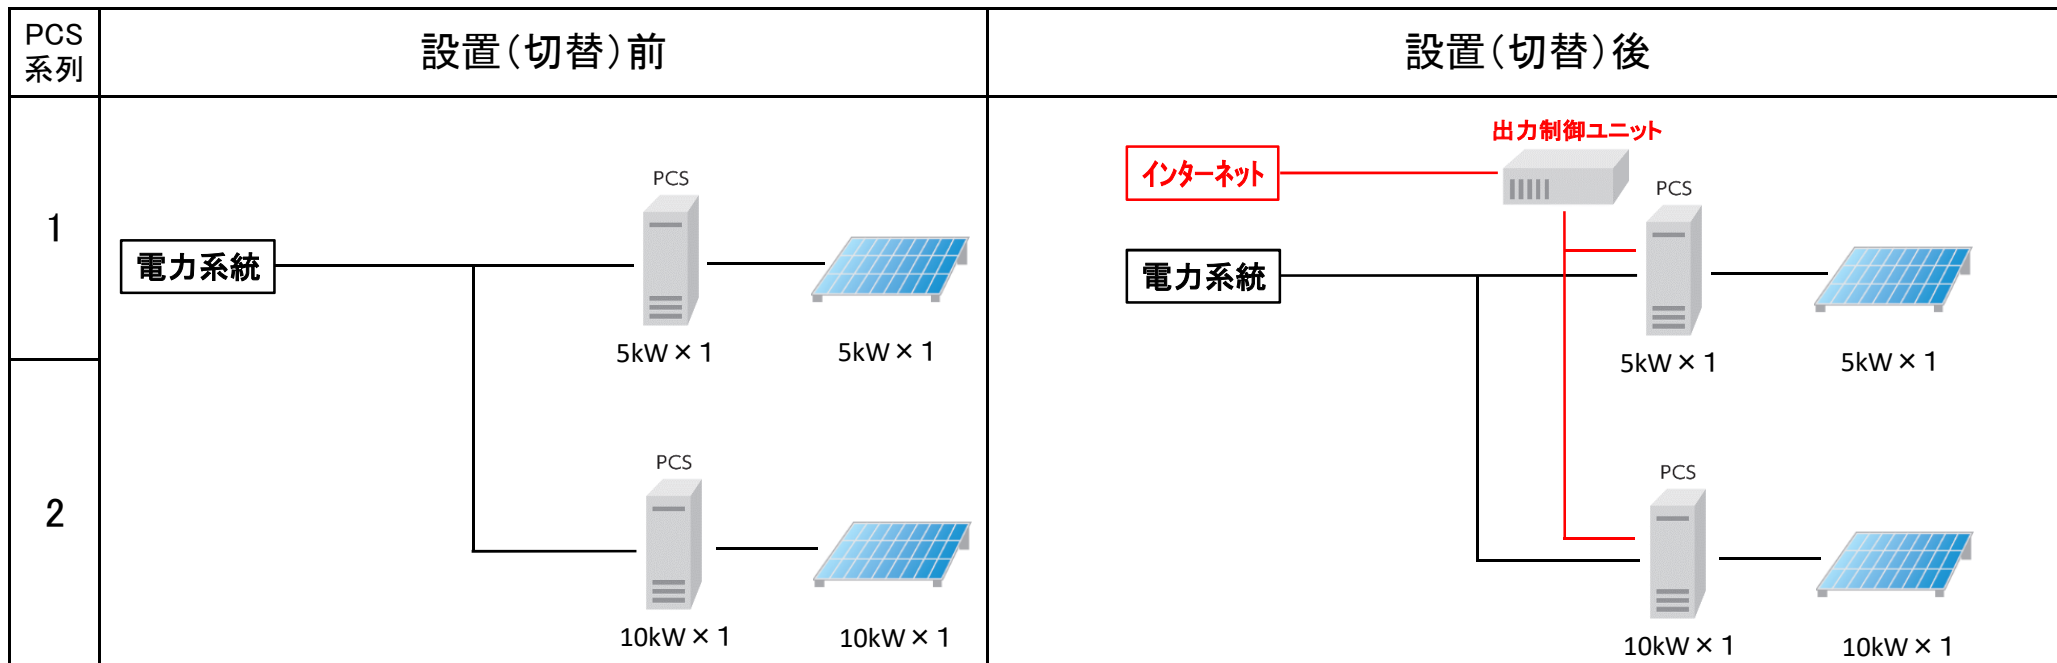 PCS
系列
設置(切替)前
設置(切替)後
1
PCS
電力系統
5kW × 1
5kW × 1
出力制御ユニット
インターネット
PCS
電力系統
5kW × 1
5kW × 1
2
PCS
10kW × 1
10kW × 1
PCS
10kW × 1
10kW × 1